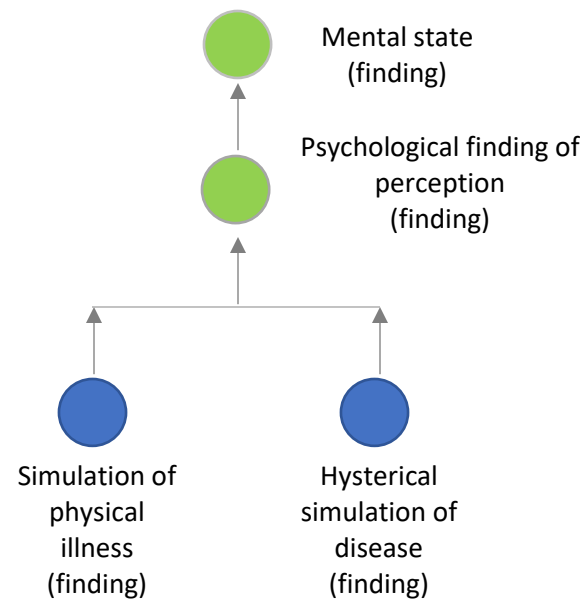 Mental state
(finding)
Psychological finding of
perception
(finding)
Simulation of
physical
illness
(finding)
Hysterical
simulation of
disease
(finding)